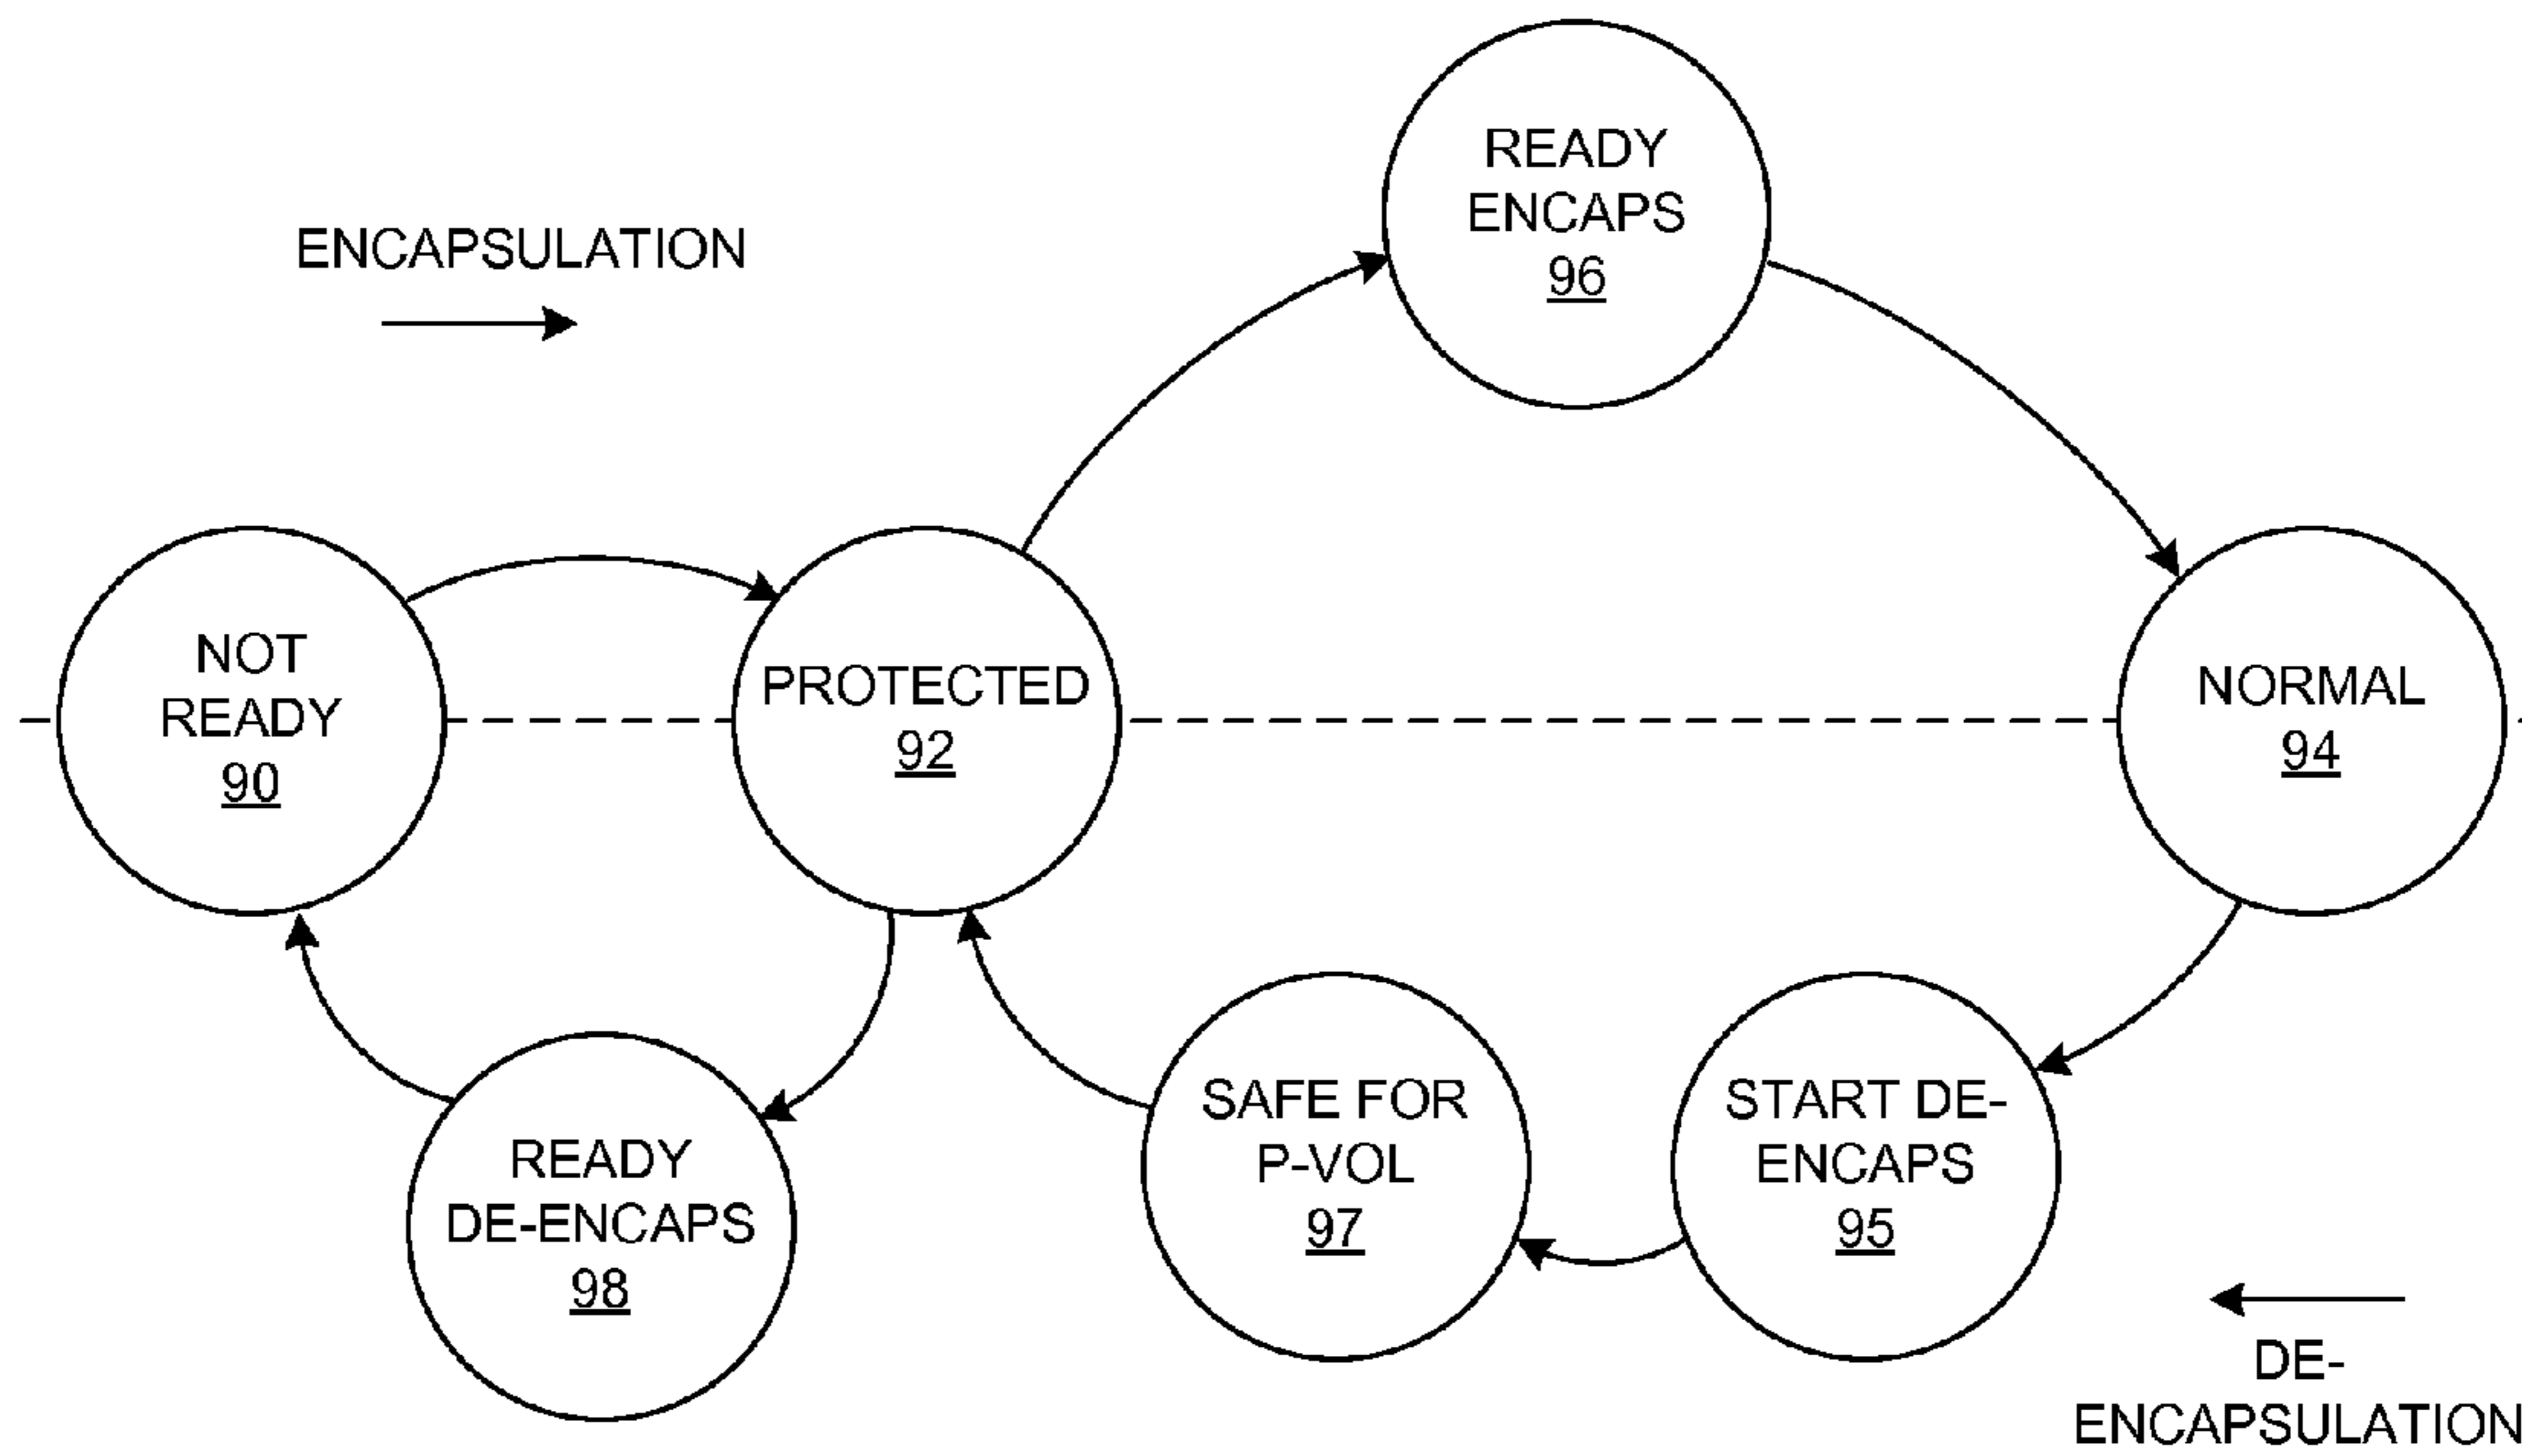 READY
ENCAPS
96
ENCAPSULATION
NOT
READY
90
PROTECTED
92
NORMAL
94
READY
DE-ENCAPS
98
SAFE FOR
P-VOL
97
START DE-
ENCAPS
95
DE-
ENCAPSULATION